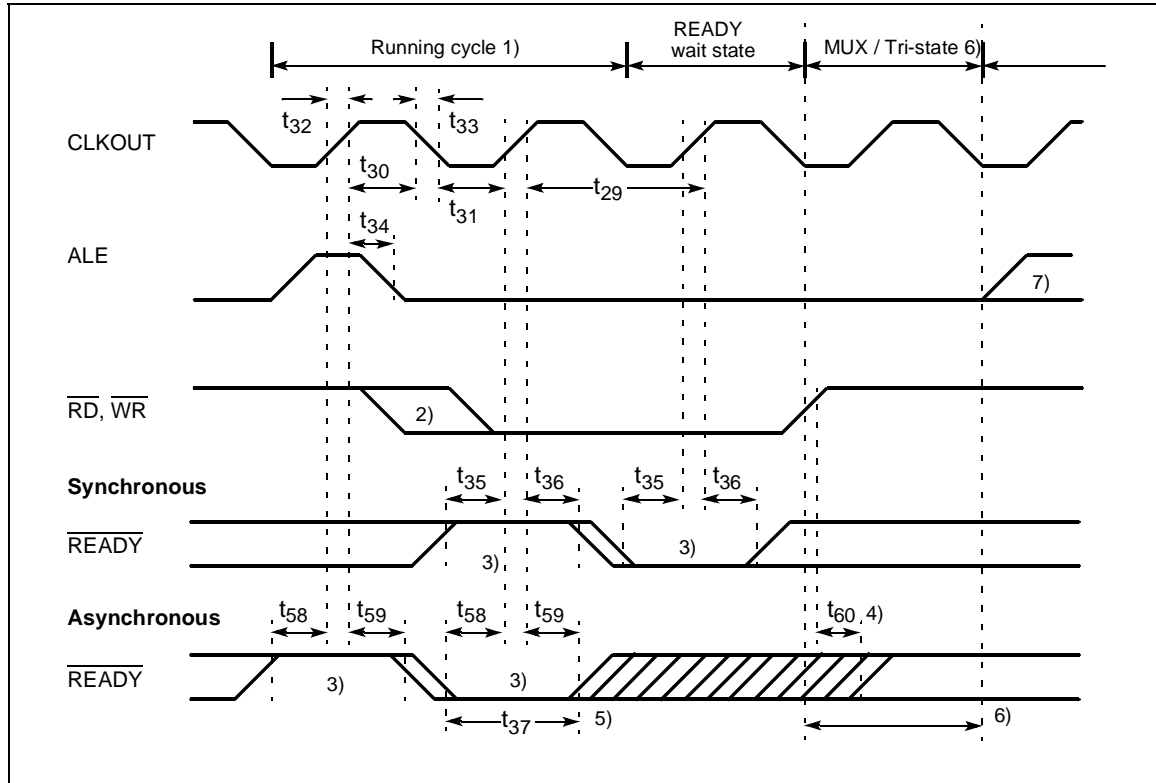 READY
Running cycle 1)
wait state
MUX / Tri-state 6)
t32
t33
CLKOUT
t30
t31
t29
t34
ALE
7)
RD, WR
2)
Synchronous
t35
t36
t35
t36
READY
3)
3)
Asynchronous
t58
t59
t58
t59
t60
4)
READY
3)
3)
t37
5)
6)